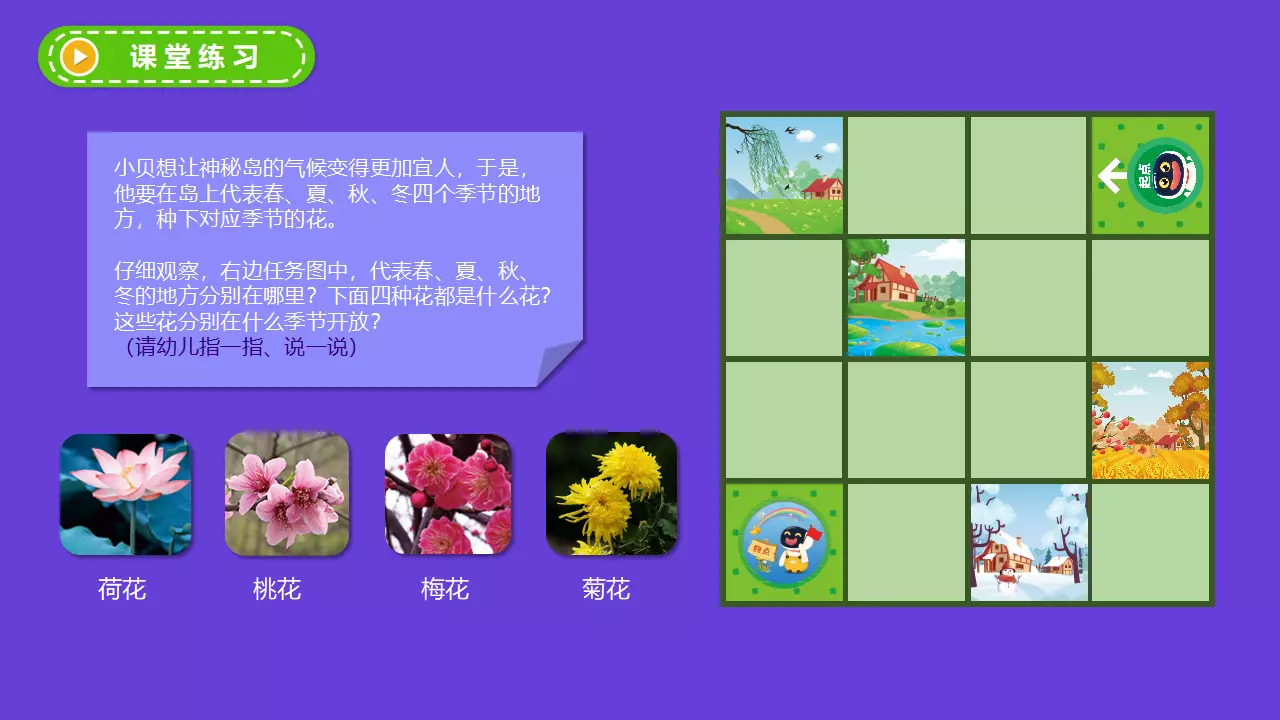 课堂练习
小贝想让神秘岛的气候变得更加宜人，于是，
他要在岛上代表春、夏、秋、冬四个季节的地
方，种下对应季节的花。
仔细观察，右边任务图中，代表春、夏、秋、
冬的地方分别在哪里？下面四种花都是什么花？
这些花分别在什么季节开放？
（请幼儿指一指、说一说）
起点
终点
荷花
桃花
梅花
菊花